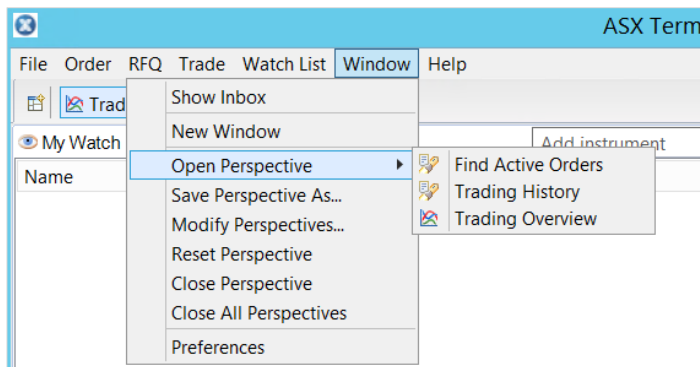 ASX Term
File Order RFQ Trade Watch List Window Help
Trad
Show Inbox
My Watch
New Window
Add instrument
Name
Open Perspective
Find Active Orders
Save Perspective As...
Trading History
Modify Perspectives...
Trading Overview
Reset Perspective
Close Perspective
Close All Perspectives
Preferences